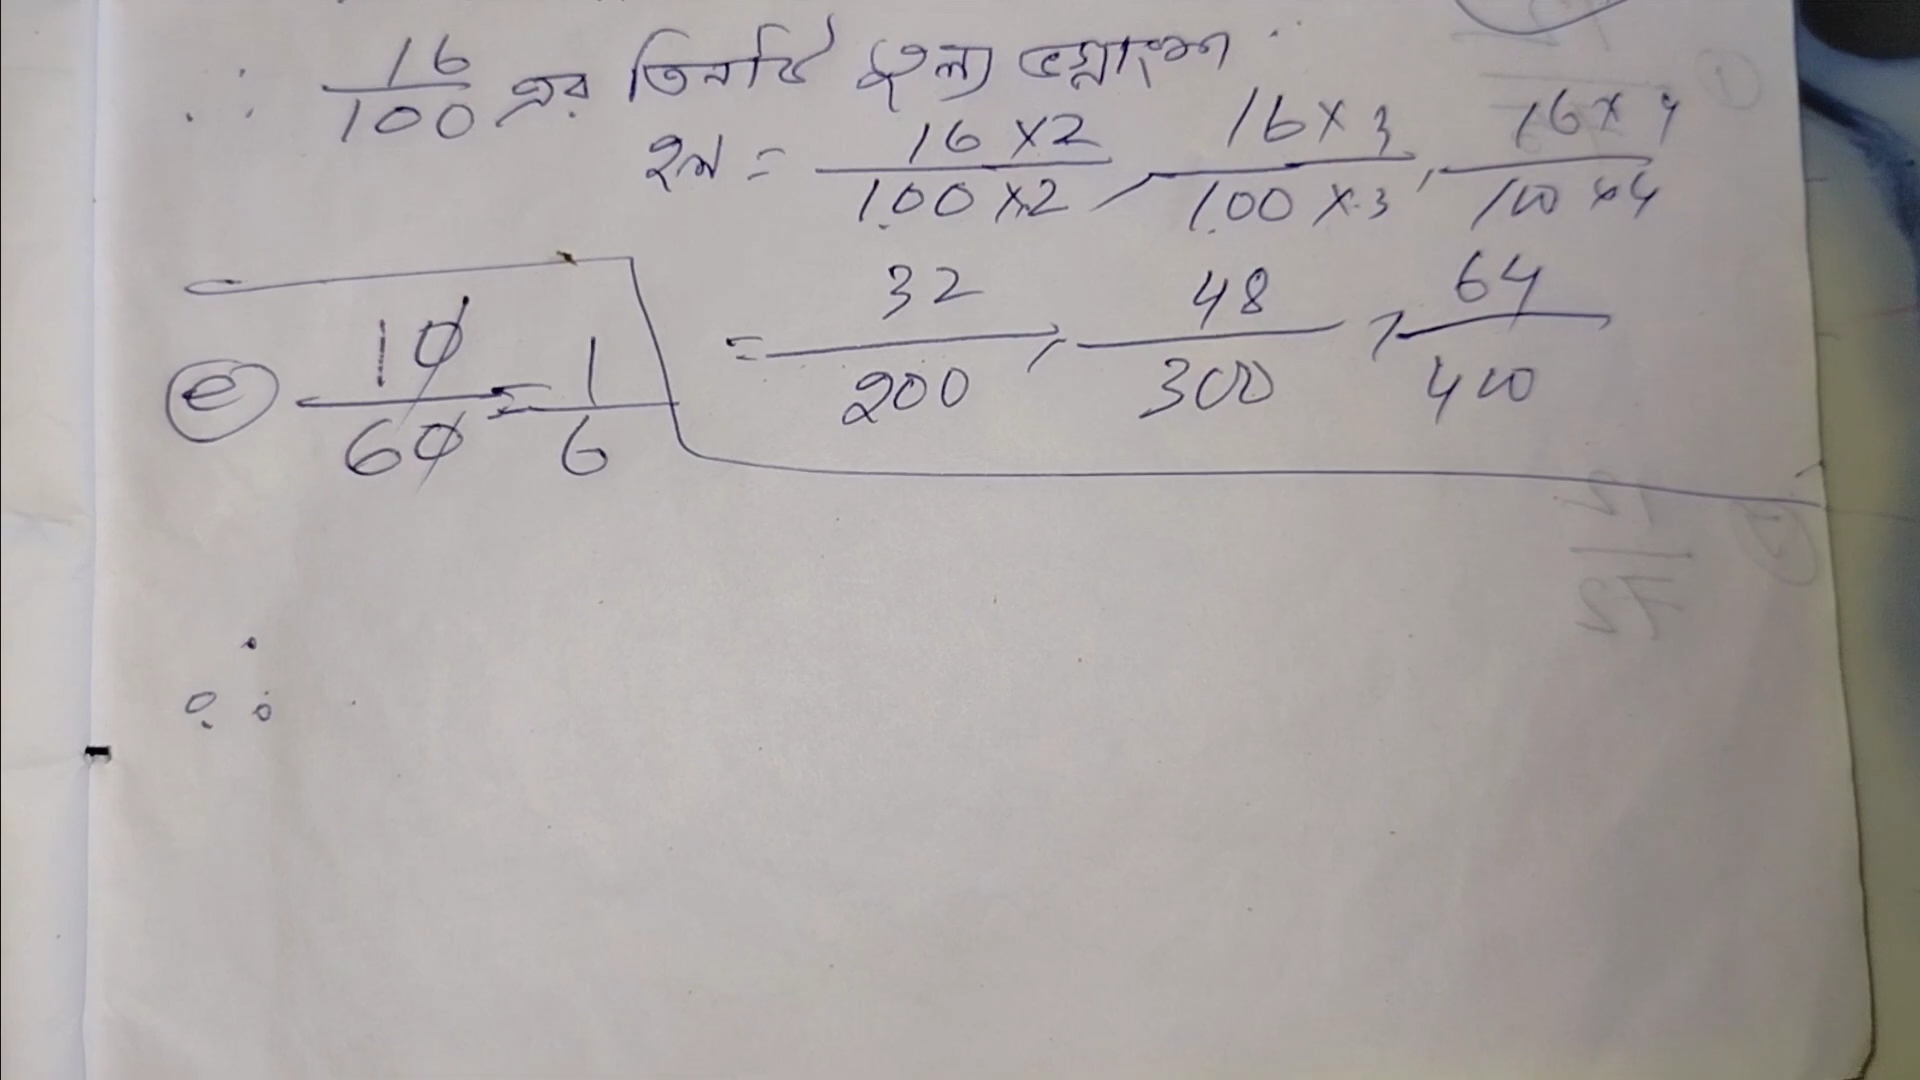 ∴ 16/100 এর তিনটি তুল্য ভগ্নাংশ
হল = 16×2/100×2, 16×3/100×3, 16×4/100×4
= 32/200, 48/300, 64/400
(e) 10/60 = 1/6
∴